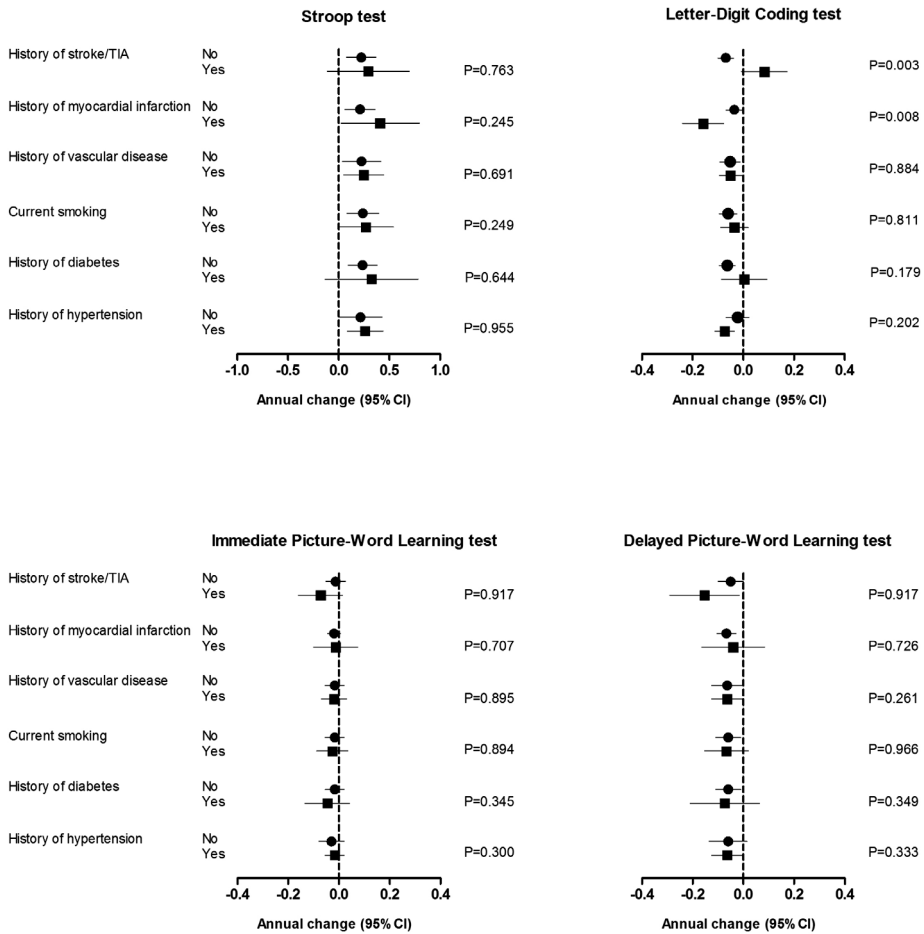 Stroop test
History of stroke/TIA No
Yes P=0.763
History of myocardial infarction No
Yes P=0.245
History of vascular disease No
Yes P=0.691
Current smoking No
Yes P=0.249
History of diabetes No
Yes P=0.644
History of hypertension No
Yes P=0.955
-1.0 -0.5 0.0 0.5 1.0
Annual change (95% CI)
Letter-Digit Coding test
P=0.003
P=0.008
P=0.884
P=0.811
P=0.179
P=0.202
-0.4 -0.2 0.0 0.2 0.4
Annual change (95% CI)
Immediate Picture-Word Learning test
History of stroke/TIA No
Yes P=0.917
History of myocardial infarction No
Yes P=0.707
History of vascular disease No
Yes P=0.895
Current smoking No
Yes P=0.894
History of diabetes No
Yes P=0.345
History of hypertension No
Yes P=0.300
-0.4 -0.2 0.0 0.2 0.4
Annual change (95% CI)
Delayed Picture-Word Learning test
P=0.917
P=0.726
P=0.261
P=0.966
P=0.349
P=0.333
-0.4 -0.2 0.0 0.2 0.4
Annual change (95% CI)